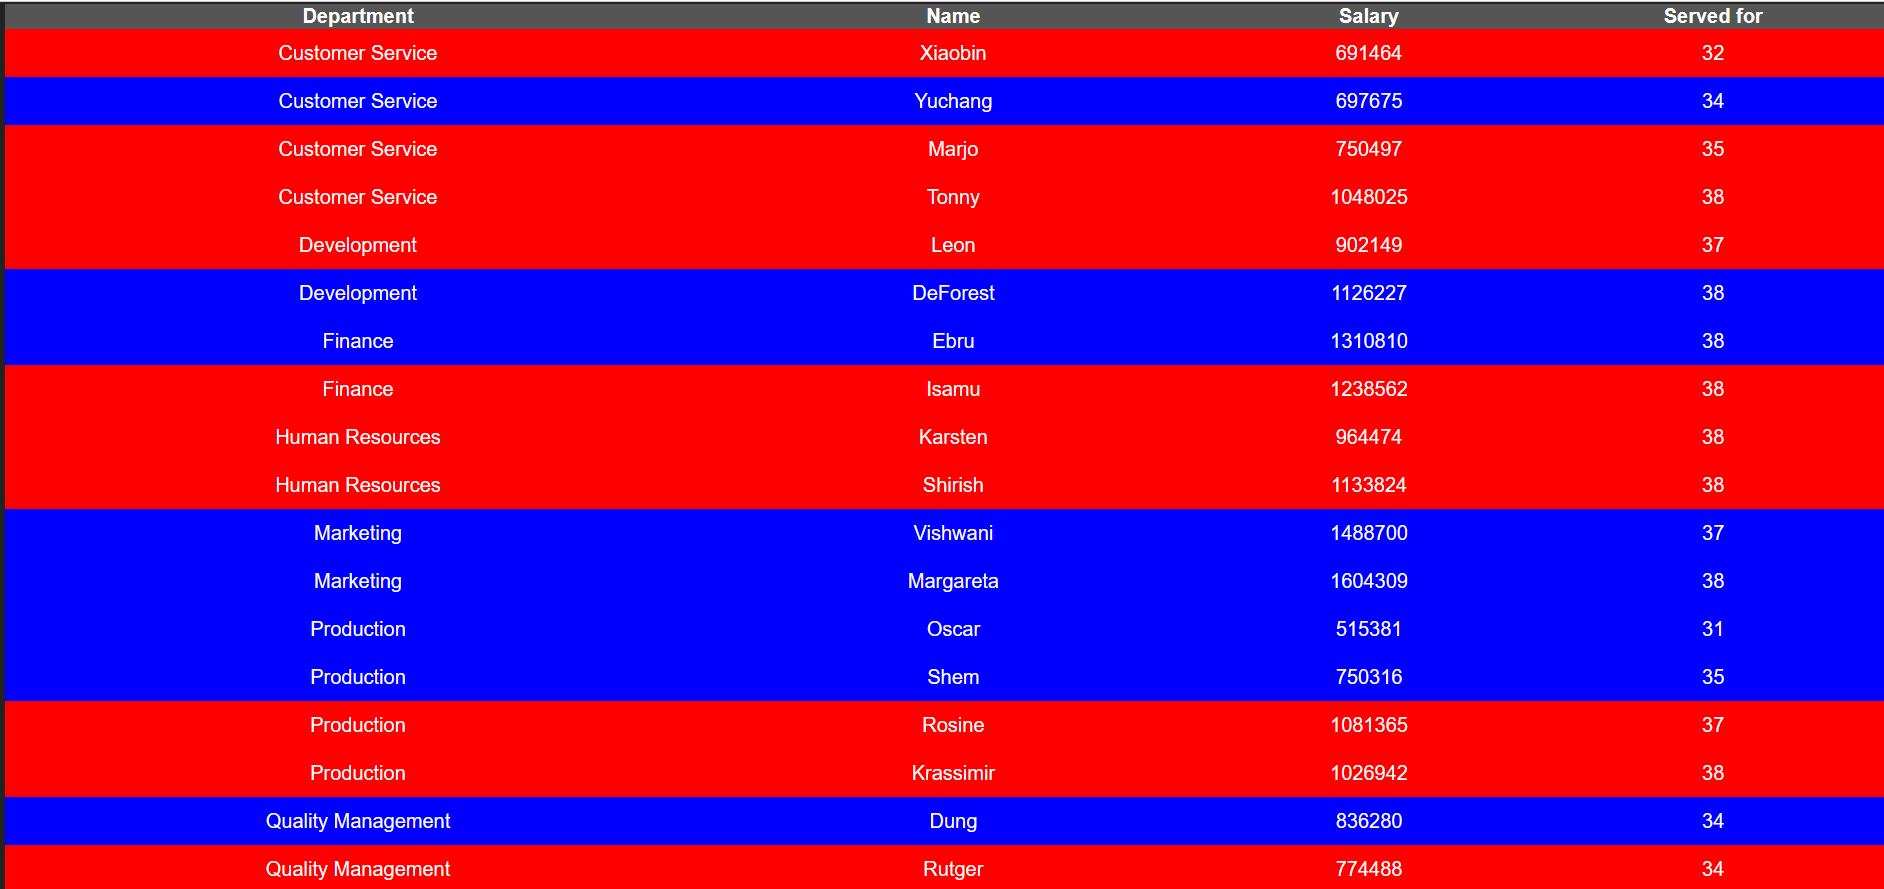 Department Name Salary Served for
Customer Service Xiaobin 691464 32
Customer Service Yuchang 697675 34
Customer Service Marjo 750497 35
Customer Service Tonny 1048025 38
Development Leon 902149 37
Development DeForest 1126227 38
Finance Ebru 1310810 38
Finance Isamu 1238562 38
Human Resources Karsten 964474 38
Human Resources Shirish 1133824 38
Marketing Vishwani 1488700 37
Marketing Margareta 1604309 38
Production Oscar 515381 31
Production Shem 750316 35
Production Rosine 1081365 37
Production Krassimir 1026942 38
Quality Management Dung 836280 34
Quality Management Rutger 774488 34